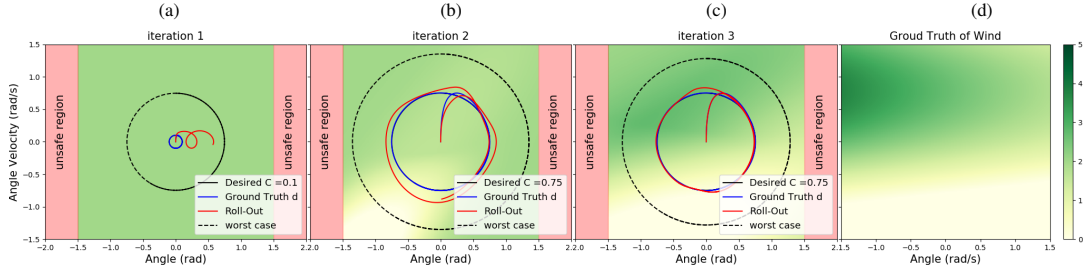 (a) (b) (c) (d)
iteration 1 iteration 2 iteration 3 Groud Truth of Wind
Angle Velocity (rad/s)
1.5
1.0
0.5
0.0
-0.5
-1.0
-1.5
unsafe region
unsafe region
unsafe region
unsafe region
unsafe region
unsafe region
Desired C =0.1
Ground Truth d
Roll-Out
worst case
Desired C =0.75
Ground Truth d
Roll-Out
worst case
Desired C =0.75
Ground Truth d
Roll-Out
worst case
5
4
3
2
1
0
-2.0 -1.5 -1.0 -0.5 0.0 0.5 1.0 1.5 2.0
-2.0 -1.5 -1.0 -0.5 0.0 0.5 1.0 1.5 2.0
-2.0 -1.5 -1.0 -0.5 0.0 0.5 1.0 1.5 2.0
-1.5 -1.0 -0.5 0.0 0.5 1.0 1.5
Angle (rad) Angle (rad) Angle (rad) Angle (rad/s)